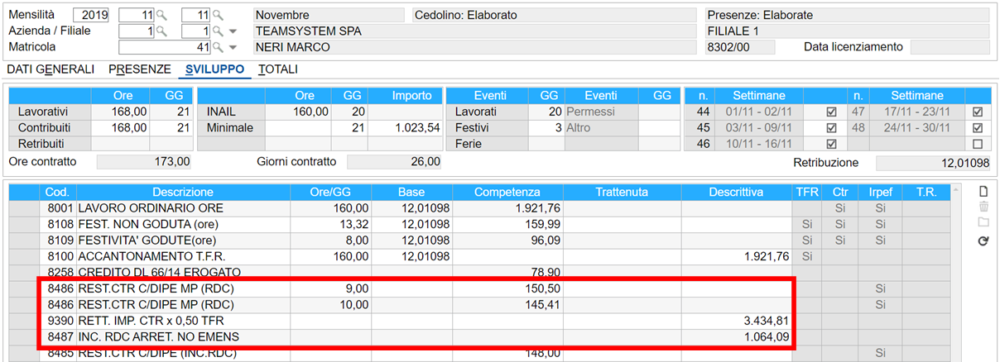 Mensilità 2019 11 11 Novembre Cedolino: Elaborato Presenze: Elaborate
Azienda / Filiale 1 1 TEAMSYSTEM SPA FILIALE 1
Matricola 41 NERI MARCO 8302/00 Data licenziamento
DATI GENERALI PRESENZE SVILUPPO TOTALI
Ore GG Ore GG Importo Eventi GG Eventi GG n. Settimane n. Settimane
Lavorativi 168,00 21 INAIL 160,00 20 Lavorati 20 Permessi 44 01/11 - 02/11 47 17/11 - 23/11
Contribuiti 168,00 21 Minimale 21 1.023,54 Festivi 3 Altro 45 03/11 - 09/11 48 24/11 - 30/11
Retribuiti Ferie 46 10/11 - 16/11
Ore contratto 173,00 Giorni contratto 26,00 Retribuzione 12,01098
Cod. Descrizione Ore/GG Base Competenza Trattenuta Descrittiva TFR Ctr Irpef T.R.
8001 LAVORO ORDINARIO ORE 160,00 12,01098 1.921,76 Si Si
8108 FEST. NON GODUTA (ore) 13,32 12,01098 159,99 Si Si Si
8109 FESTIVITA' GODUTE(ore) 8,00 12,01098 96,09 Si Si Si
8100 ACCANTONAMENTO T.F.R. 160,00 12,01098 1.921,76 Si
8258 CREDITO DL 66/14 EROGATO 78,90
8486 REST.CTR C/DIPE MP (RDC) 9,00 150,50 Si
8486 REST.CTR C/DIPE MP (RDC) 10,00 145,41 Si
9390 RETT. IMP. CTR x 0,50 TFR 3.434,81
8487 INC. RDC ARRET. NO EMENS 1.064,09
8485 REST.CTR C/DIPE (INC.RDC) 148,00 Si